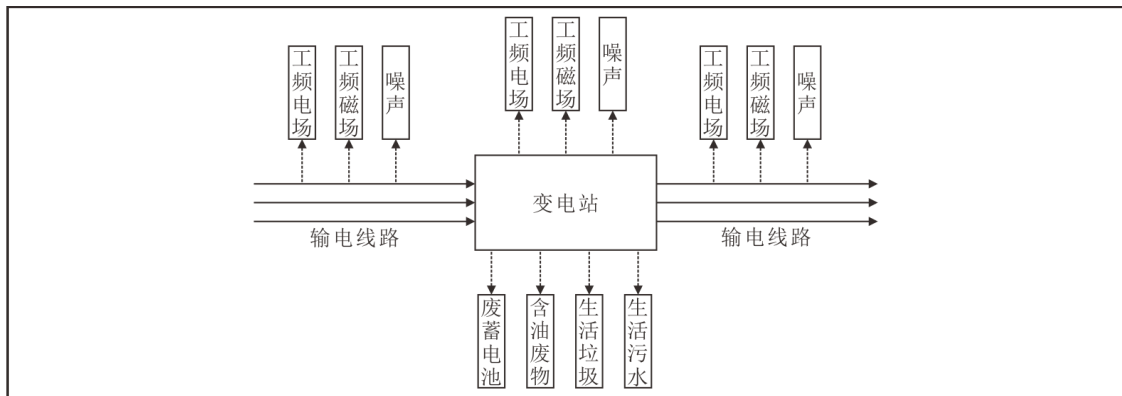 工频电场
工频磁场
噪声
工频电场
工频磁场
噪声
工频电场
工频磁场
噪声
变电站
输电线路
输电线路
废蓄电池
含油废物
生活垃圾
生活污水